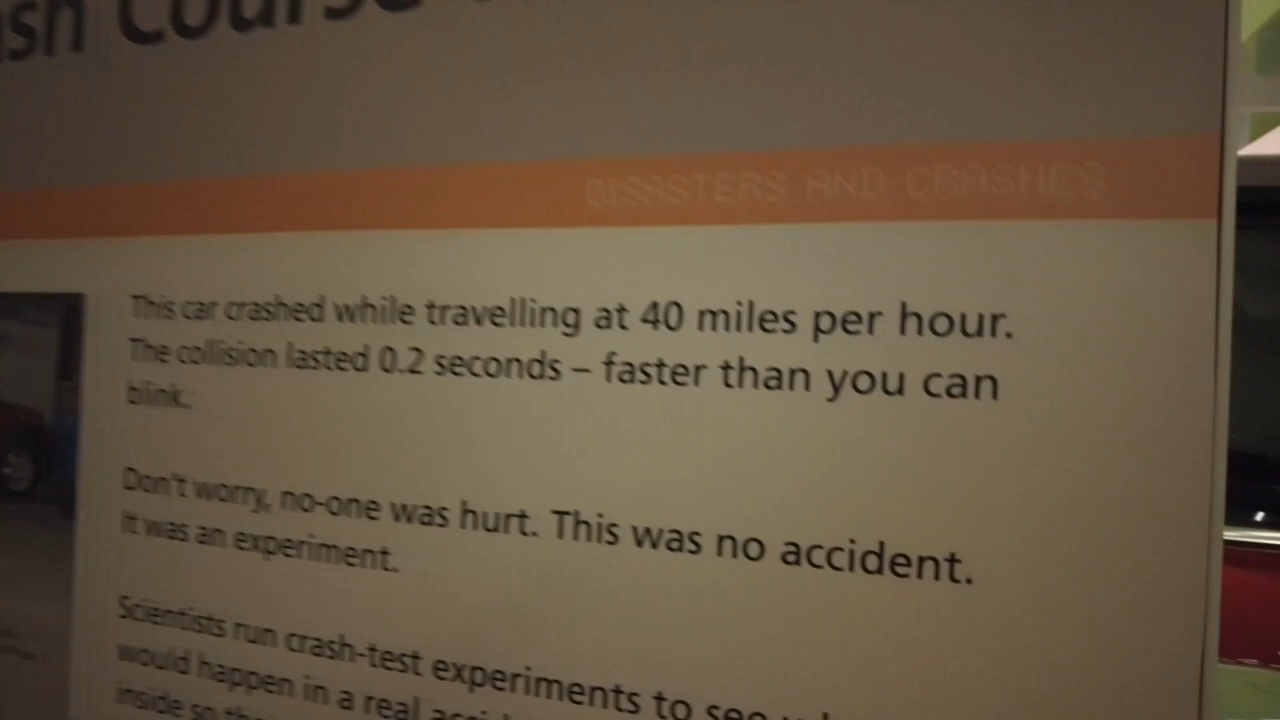 Course
DISASTERS AND CRASHES
This car crashed while travelling at 40 miles per hour.
The collision lasted 0.2 seconds – faster than you can
blink.
Don't worry, no-one was hurt. This was no accident.
It was an experiment.
Scientists run crash-test experiments to see
would happen in a real
inside so